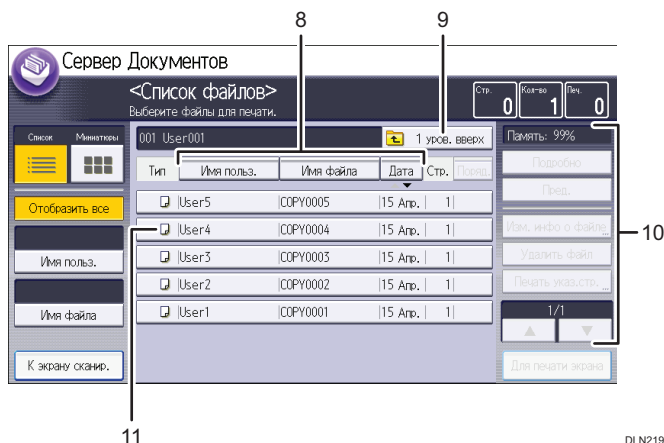 8 9
Сервер Документов
<Список файлов>
Выберите файлы для печати.
Стр. 0 Кол-во 1 Печ. 0
Список Миниатюры
001 User001 1 уров. вверх
Память: 99%
Тип Имя польз. Имя файла Дата Стр. Поряд.
Подробно
Пред.
Отобразить все
User5 COPY0005 15 Апр. 1
User4 COPY0004 15 Апр. 1
Изм. инфо о файле
10
11
Имя польз.
User3 COPY0003 15 Апр. 1
Удалить файл
User2 COPY0002 15 Апр. 1
Печать указ.стр.
Имя файла
User1 COPY0001 15 Апр. 1
1/1
К экрану сканир.
Для печати экрана
DLN219